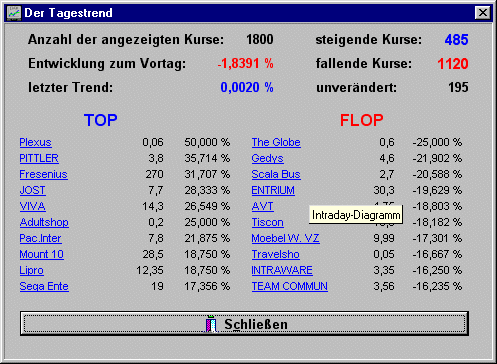 Der Tagestrend
Anzahl der angezeigten Kurse: 1800 steigende Kurse: 485
Entwicklung zum Vortag: -1,8391 % fallende Kurse: 1120
letzter Trend: 0,0020 % unverändert: 195
TOP FLOP
Plexus 0,06 50,000 % The Globe 0,6 -25,000 %
PITTLER 3,8 35,714 % Gedys 4,6 -21,902 %
Fresenius 270 31,707 % Scala Bus 2,7 -20,588 %
JOST 7,7 28,333 % ENTRIUM 30,3 -19,629 %
VIVA 14,3 26,549 % AVT -18,803 %
Intraday-Diagramm
Adultshop 0,2 25,000 % Tiscon -18,182 %
Pac.Inter 7,8 21,875 % Moebel W. VZ 9,99 -17,301 %
Mount 10 28,5 18,750 % Travelsho 0,05 -16,667 %
Lipro 12,35 18,750 % INTRAWARE 3,35 -16,250 %
Sega Ente 19 17,356 % TEAM COMMUN 3,56 -16,235 %
Schließen